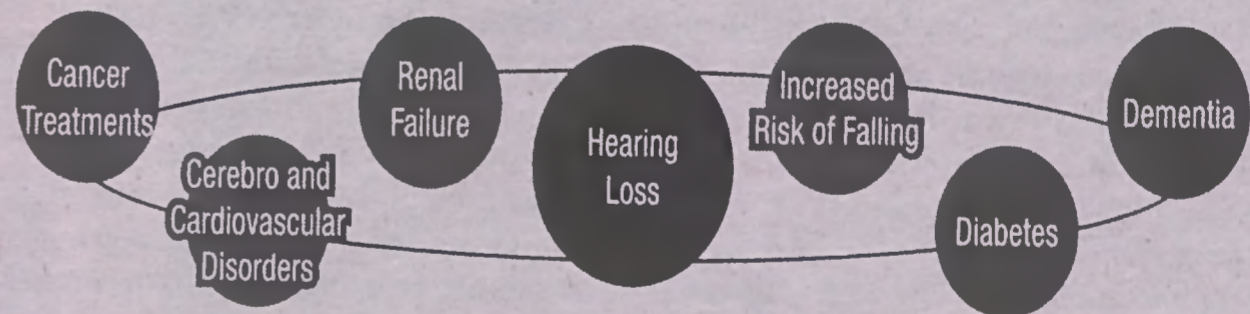 Cancer
Treatments
Cerebro and
Cardiovascular
Disorders
Renal
Failure
Hearing
Loss
Increased
Risk of Falling
Diabetes
Dementia